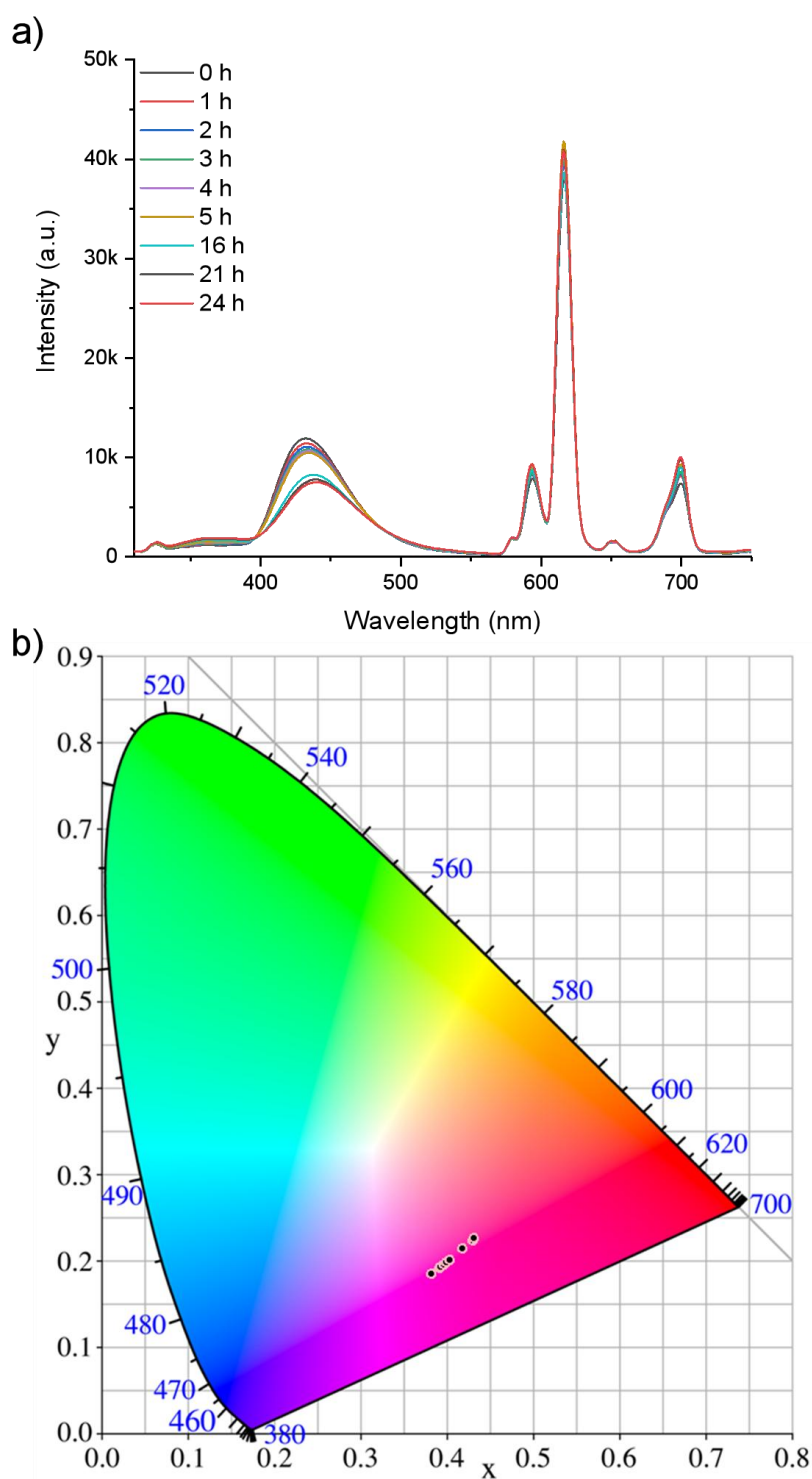 a)
50k
40k
30k
20k
10k
0
Intensity (a.u.)
0 h
1 h
2 h
3 h
4 h
5 h
16 h
21 h
24 h
400 500 600 700
Wavelength (nm)
b)
0.9
0.8
0.7
0.6
0.5
0.4
0.3
0.2
0.1
0.0
y
520
540
560
580
600
620
700
500
490
480
470
460
380
0.0 0.1 0.2 0.3 0.4 0.5 0.6 0.7 0.8
x